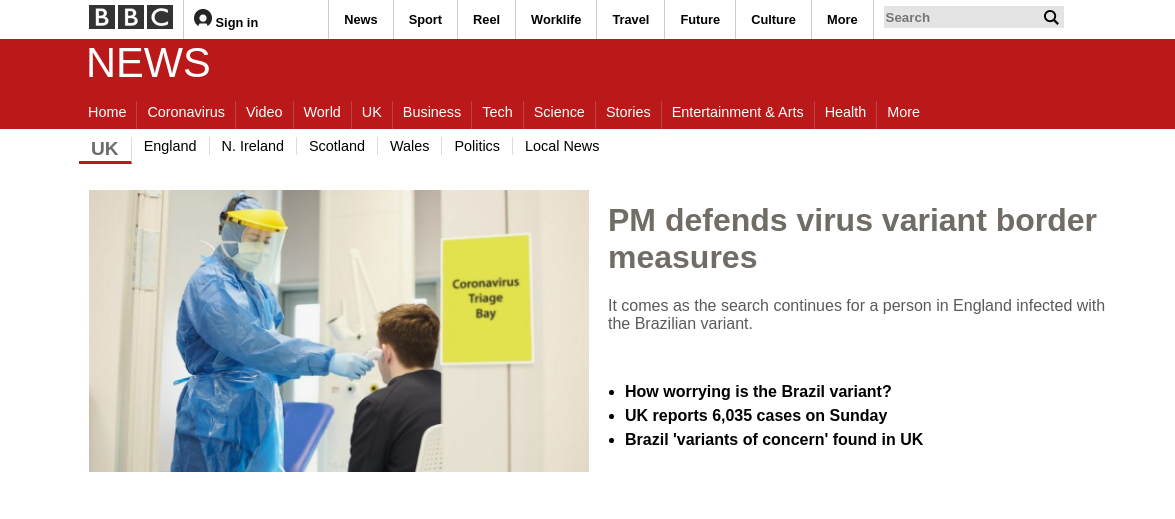 BBC Sign in News Sport Reel Worklife Travel Future Culture More Search
NEWS
Home Coronavirus Video World UK Business Tech Science Stories Entertainment & Arts Health More
UK England N. Ireland Scotland Wales Politics Local News
Coronavirus
Triage
Bay
PM defends virus variant border
measures
It comes as the search continues for a person in England infected with
the Brazilian variant.
How worrying is the Brazil variant?
UK reports 6,035 cases on Sunday
Brazil 'variants of concern' found in UK